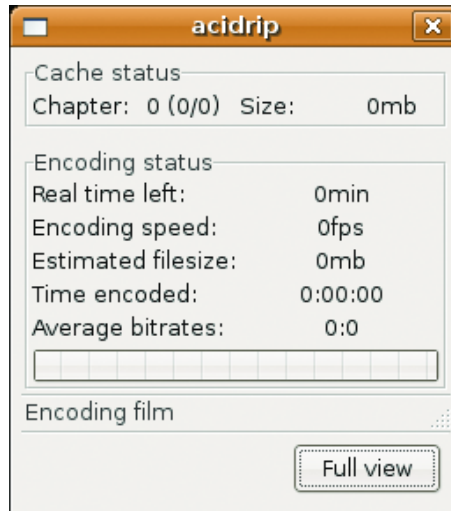 acidrip
Cache status
Chapter: 0 (0/0) Size: 0mb
Encoding status
Real time left: 0min
Encoding speed: 0fps
Estimated filesize: 0mb
Time encoded: 0:00:00
Average bitrates: 0:0
Encoding film
Full view